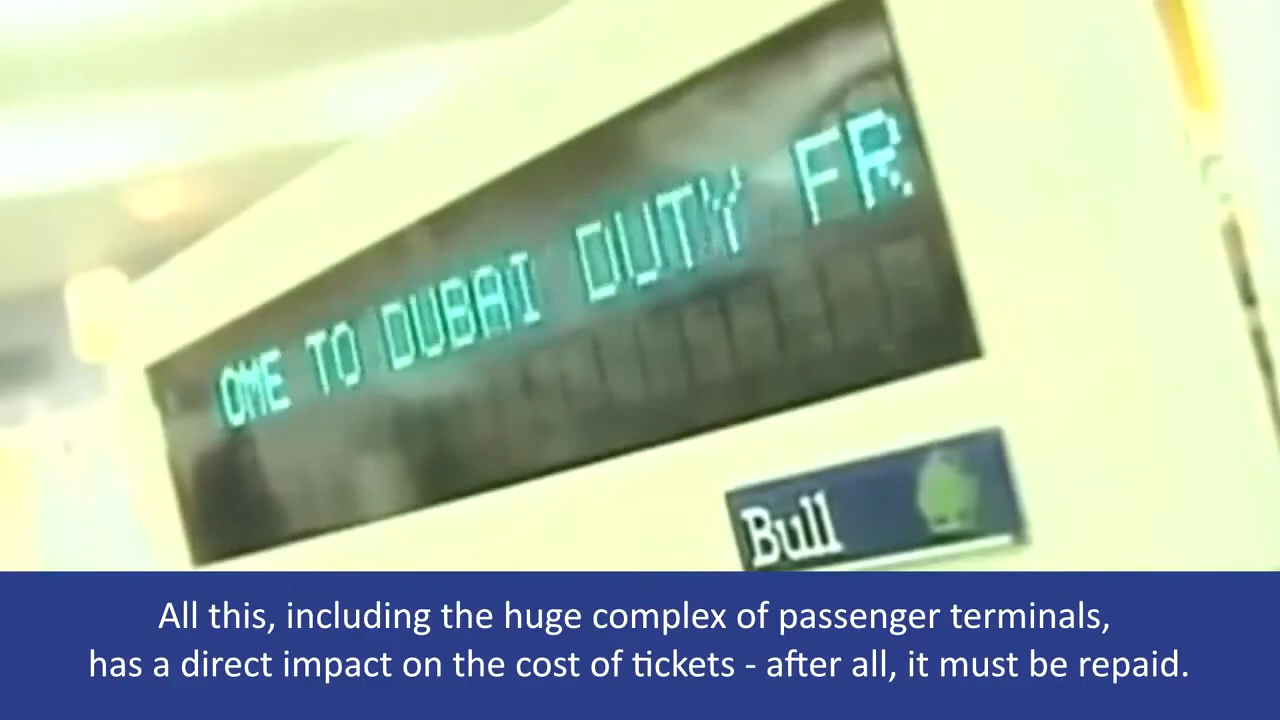 OME TO DUBAI DUTY FR
Bull
All this, including the huge complex of passenger terminals,
has a direct impact on the cost of tickets - after all, it must be repaid.